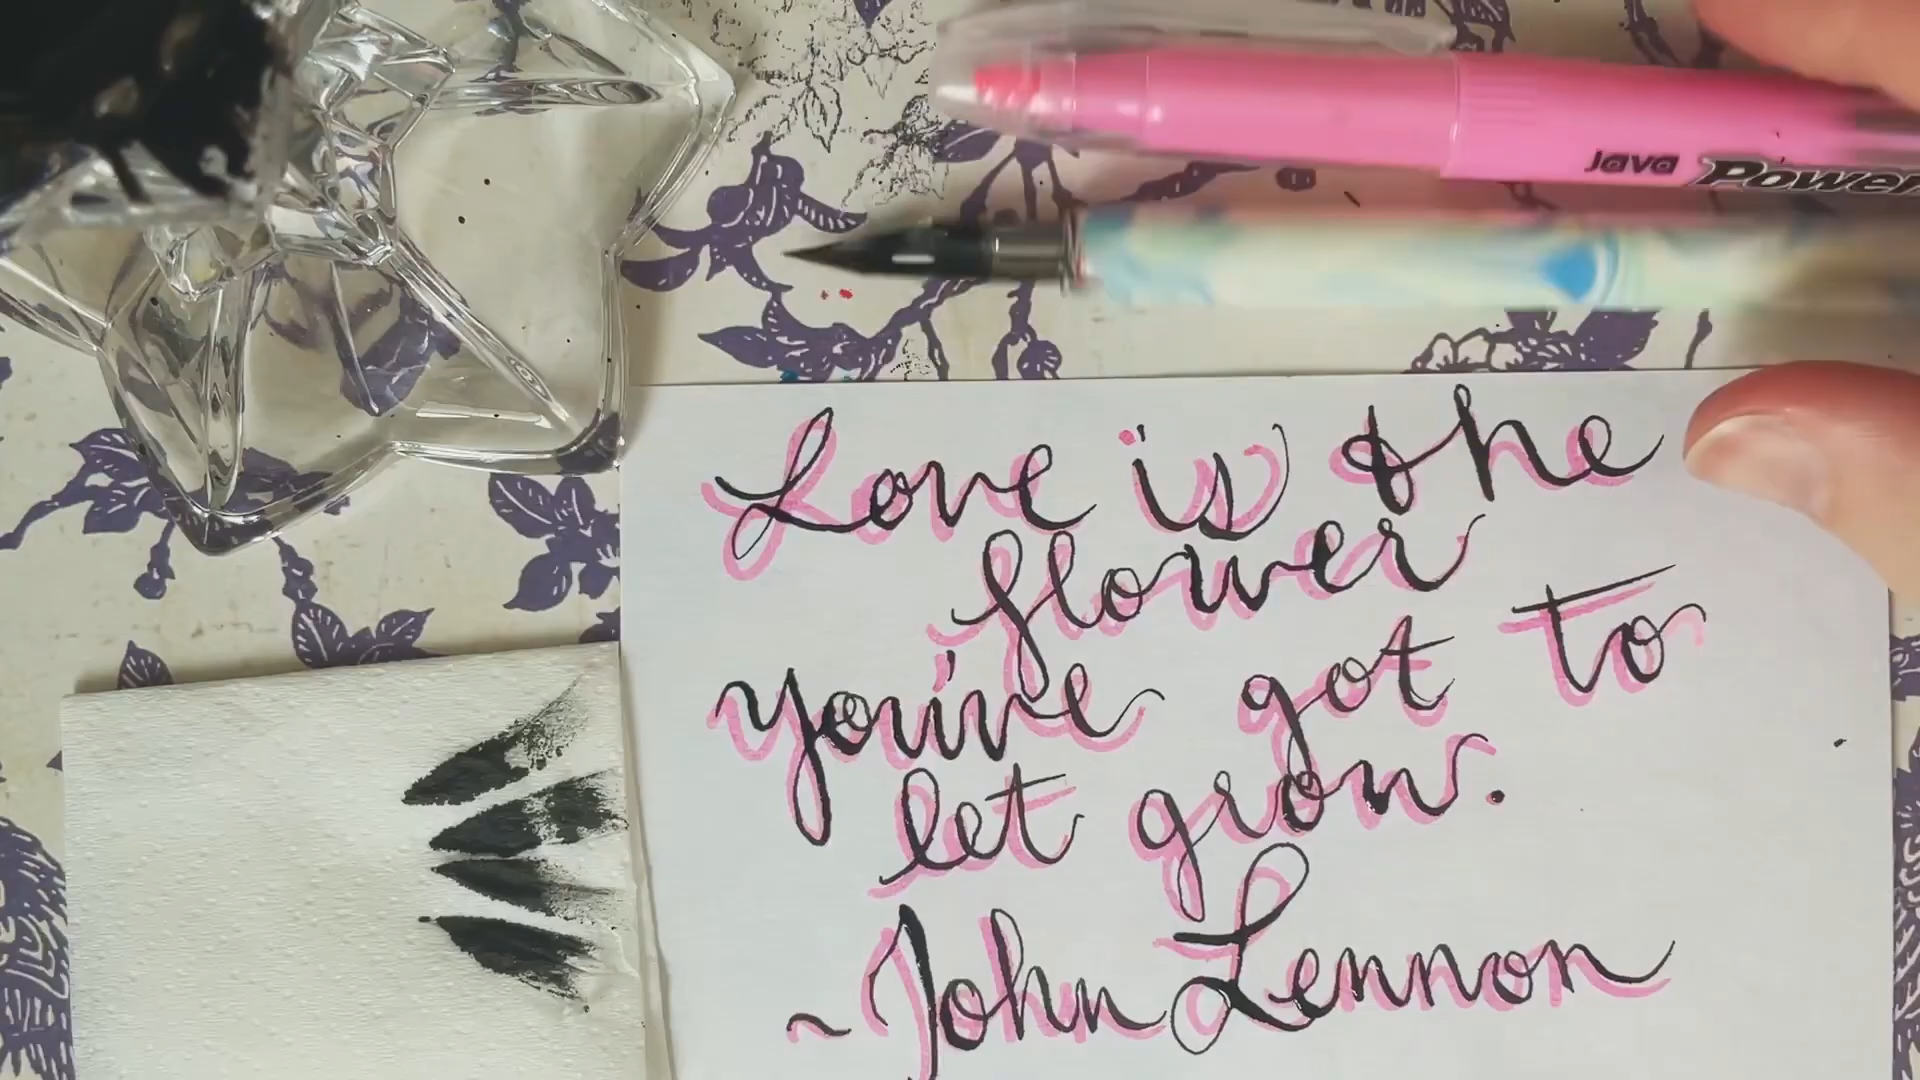 Java Power
Love is the
flower
you've got to
let grow.
~John Lennon